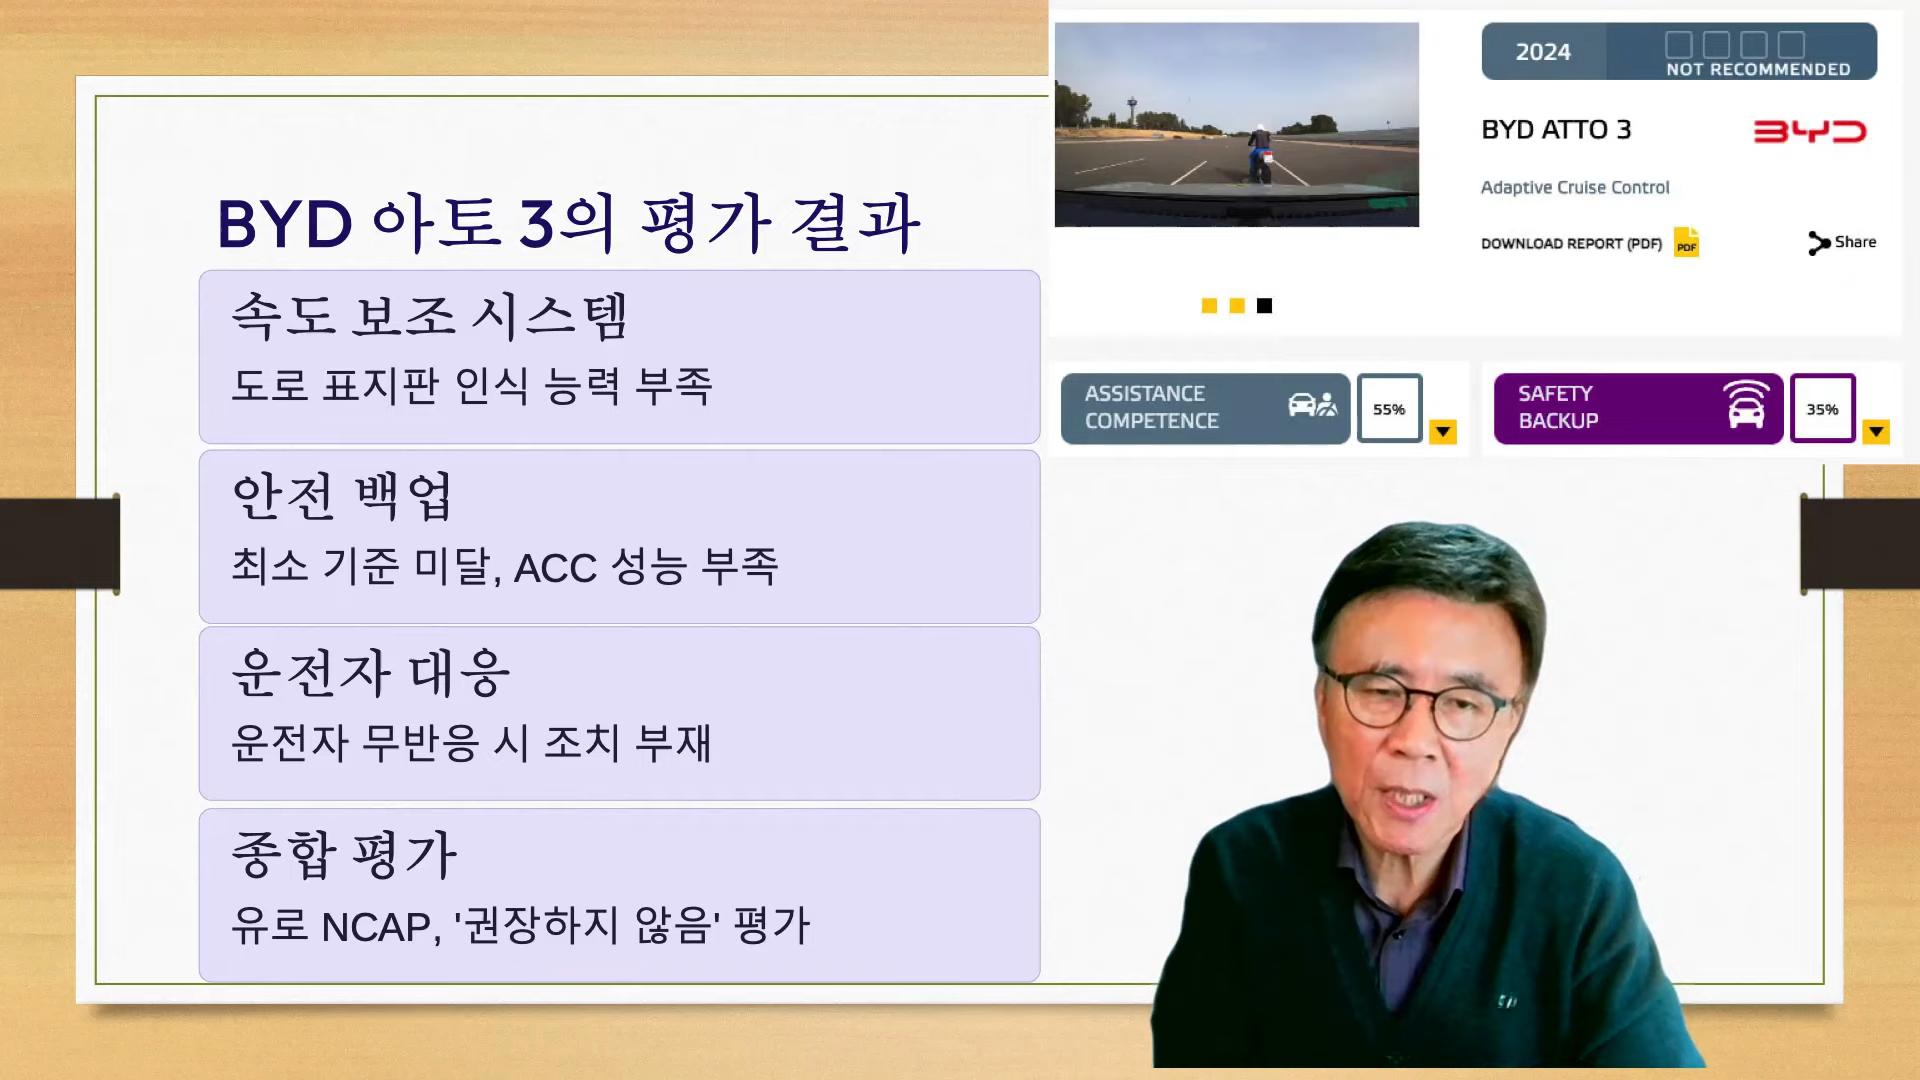 BYD 아토 3의 평가 결과
속도 보조 시스템
도로 표지판 인식 능력 부족
안전 백업
최소 기준 미달, ACC 성능 부족
운전자 대응
운전자 무반응 시 조치 부재
종합 평가
유로 NCAP, '권장하지 않음' 평가
2024
NOT RECOMMENDED
BYD ATTO 3
BYD
Adaptive Cruise Control
DOWNLOAD REPORT (PDF)
PDF
Share
ASSISTANCE
COMPETENCE
55%
SAFETY
BACKUP
35%